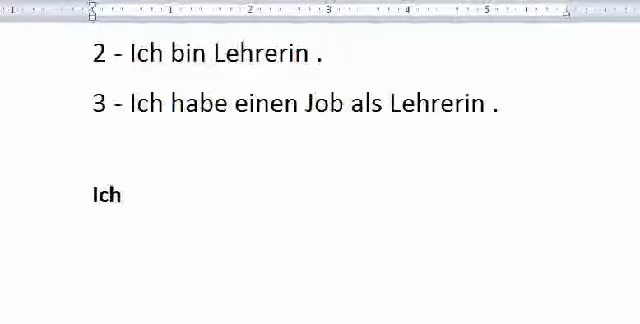 2 - Ich bin Lehrerin .
3 - Ich habe einen Job als Lehrerin .
Ich